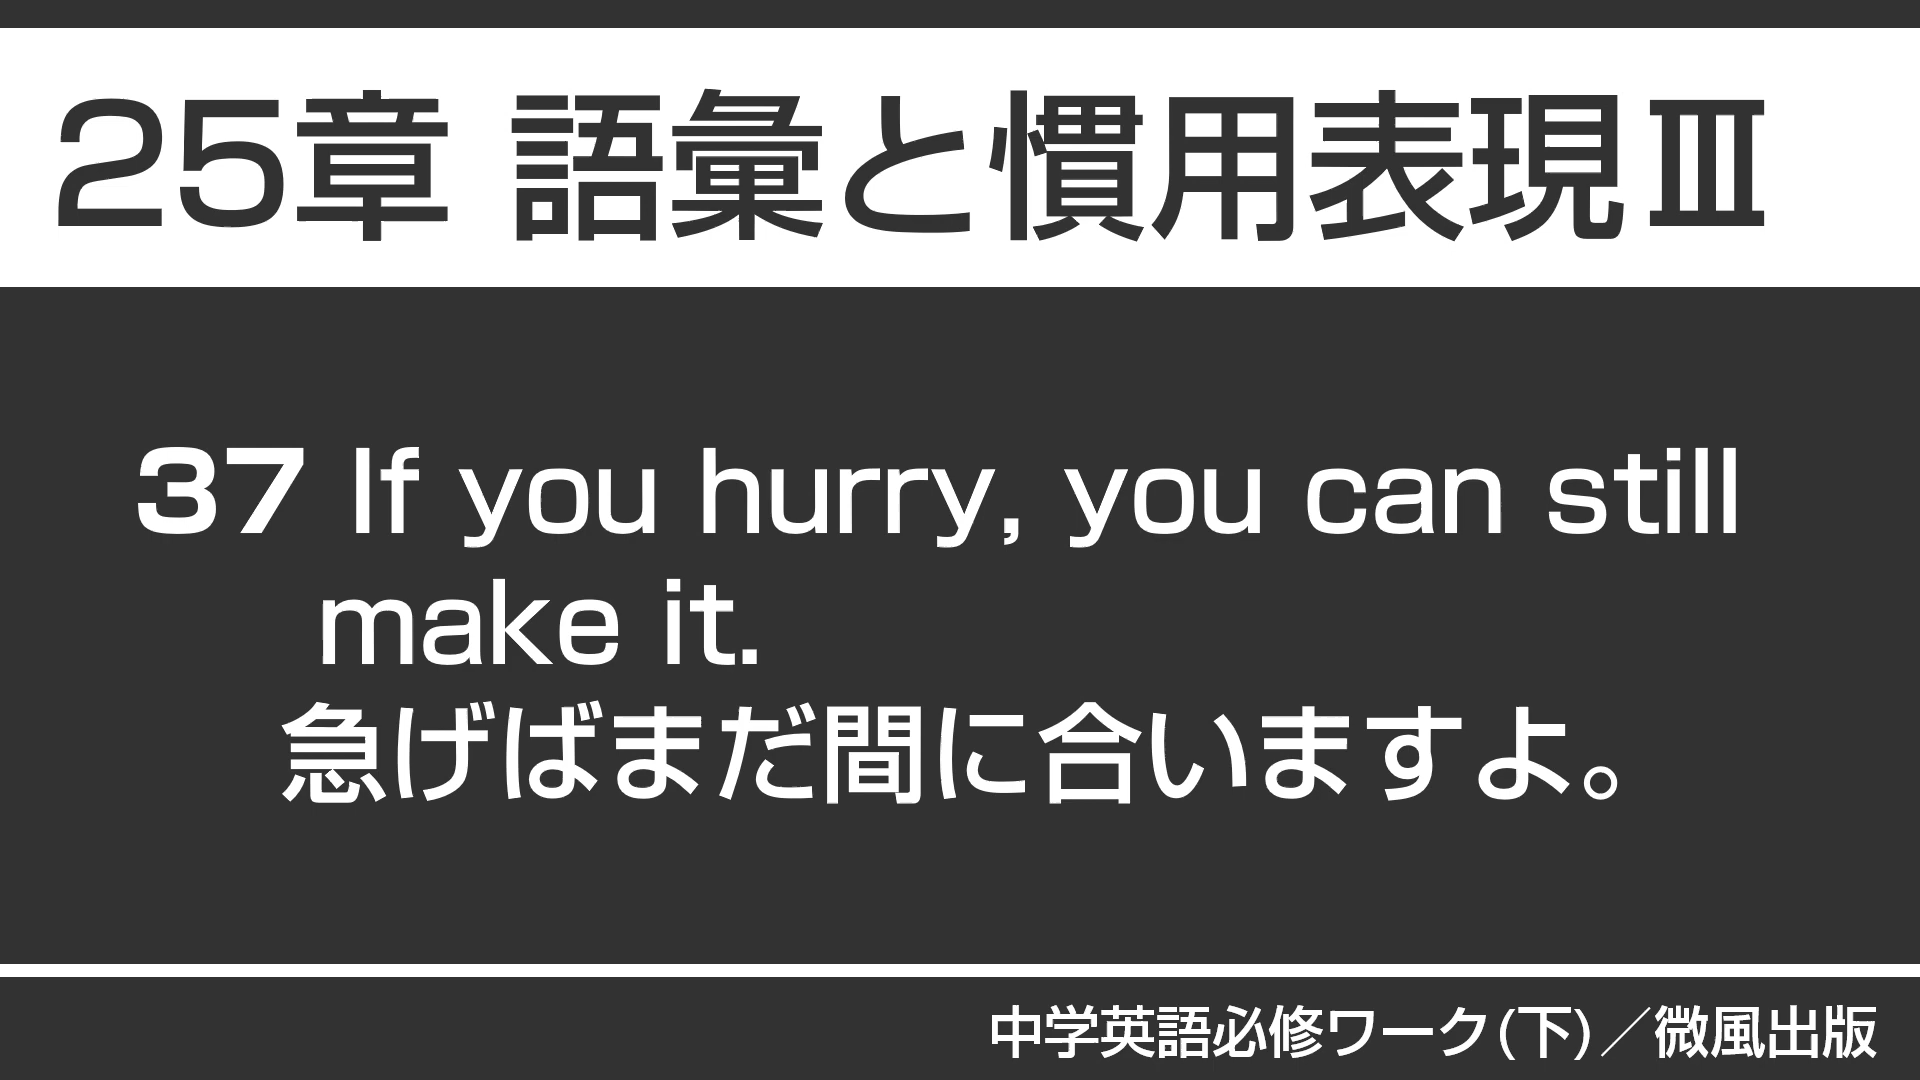 25章 語彙と慣用表現Ⅲ
37 If you hurry, you can still
make it.
急げばまだ間に合いますよ。
中学英語必修ワーク(下)／微風出版